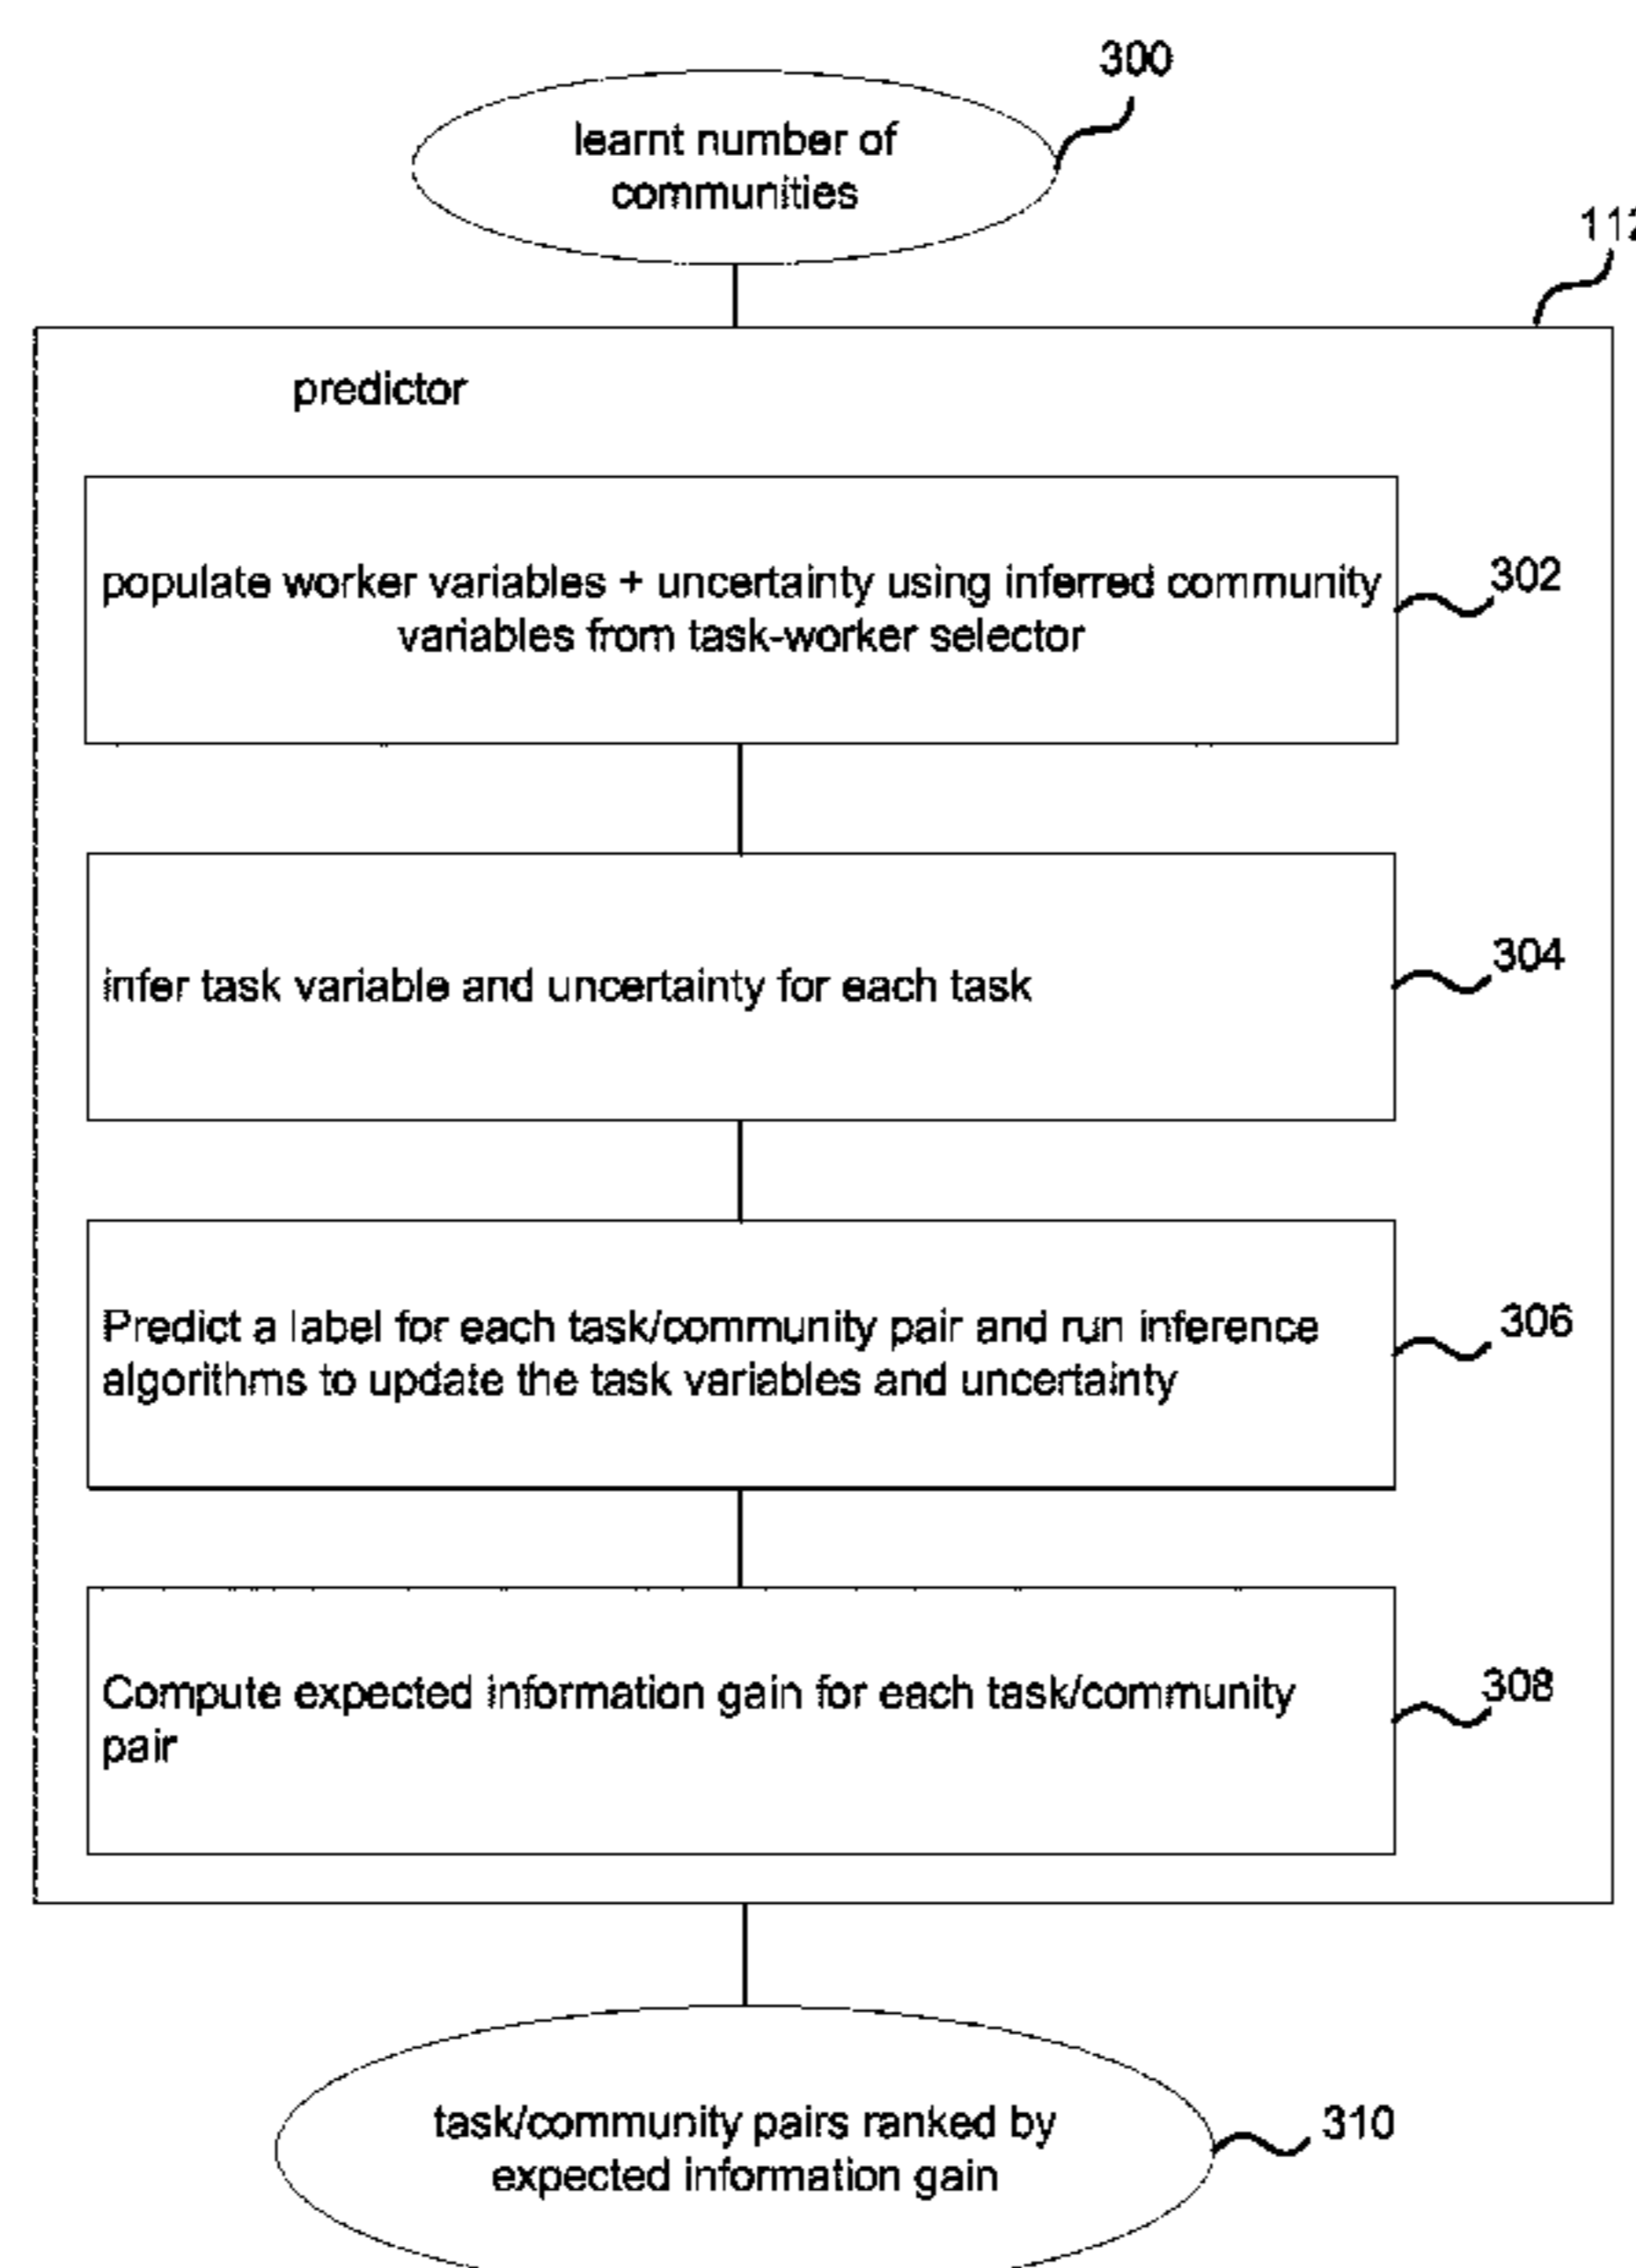 300
learnt number of
communities
112
predictor
populate worker variables + uncertainty using inferred community
variables from task-worker selector
302
infer task variable and uncertainty for each task
304
Predict a label for each task/community pair and run inference
algorithms to update the task variables and uncertainty
306
Compute expected information gain for each task/community
pair
308
task/community pairs ranked by
expected information gain
310